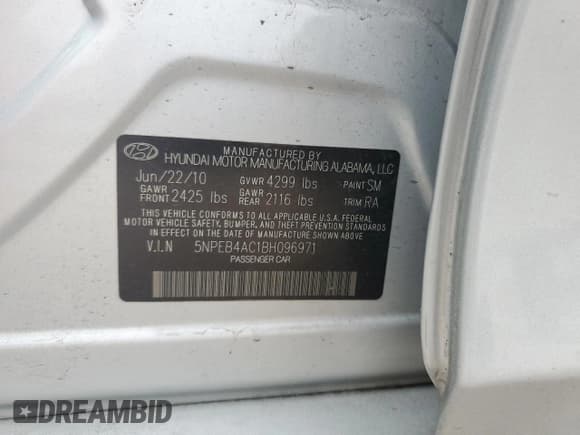 MANUFACTURED BY
HYUNDAI MOTOR MANUFACTURING ALABAMA, LLC
Jun/22/10 GVWR 4299 lbs PAINT SM
GAWR FRONT 2425 lbs GAWR REAR 2116 lbs TRIM RA
THIS VEHICLE CONFORMS TO ALL APPLICABLE U.S. FEDERAL
MOTOR VEHICLE SAFETY, BUMPER, AND THEFT PREVENTION
STANDARDS IN EFFECT ON THE DATE OF MANUFACTURE SHOWN ABOVE.
V.I.N 5NPEB4AC1BH096971
PASSENGER CAR
DREAMBID